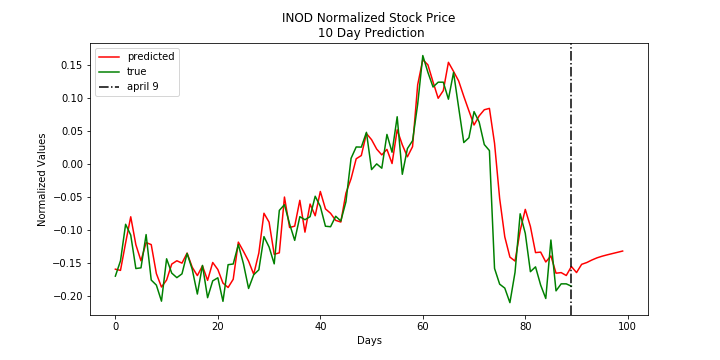 INOD Normalized Stock Price
10 Day Prediction
predicted
true
april 9
Normalized Values
0.15
0.10
0.05
0.00
−0.05
−0.10
−0.15
−0.20
0 20 40 60 80 100
Days